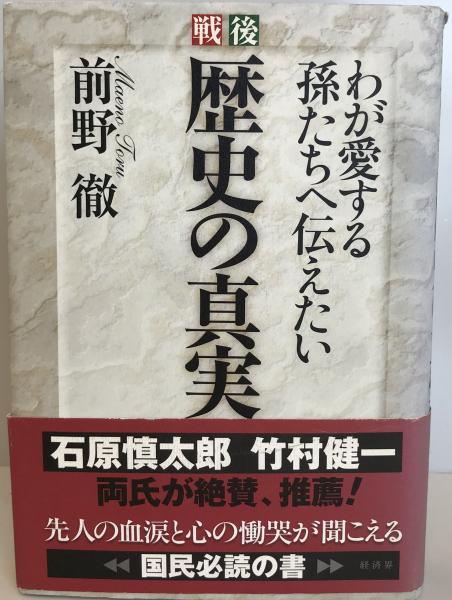 わが愛する
孫たちへ伝えたい
戦後
歴史の真実
前野 徹
Maeno Toru
石原慎太郎 竹村健一
両氏が絶賛、推薦!
先人の血涙と心の慟哭が聞こえる
国民必読の書
経済界